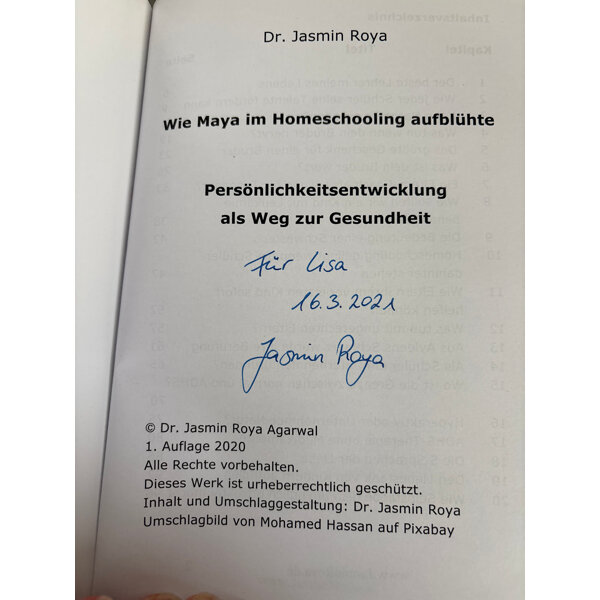 Dr. Jasmin Roya
Wie Maya im Homeschooling aufblühte
Persönlichkeitsentwicklung
als Weg zur Gesundheit
Für Lisa
16.3.2021
Jasmin Roya
© Dr. Jasmin Roya Agarwal
1. Auflage 2020
Alle Rechte vorbehalten.
Dieses Werk ist urheberrechtlich geschützt.
Inhalt und Umschlaggestaltung: Dr. Jasmin Roya
Umschlagbild von Mohamed Hassan auf Pixabay